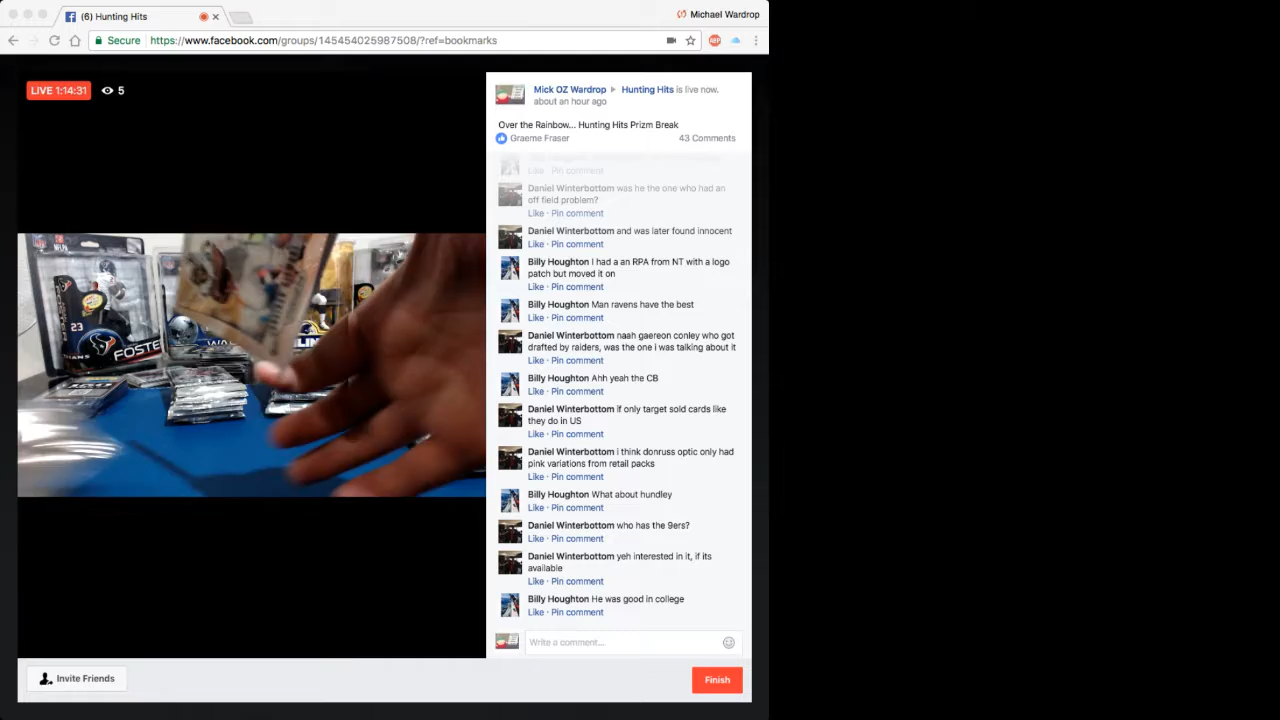 (6) Hunting Hits
Michael Wardrop
Secure
https://www.facebook.com/groups/145454025987508/?ref=bookmarks
ABP
LIVE 1:14:31
5
Mick OZ Wardrop
Hunting Hits is live now.
about an hour ago
Over the Rainbow... Hunting Hits Prizm Break
Graeme Fraser
43 Comments
Billy Houghton
Like · Pin comment
Daniel Winterbottom was he the one who had an
off field problem?
Like · Pin comment
Daniel Winterbottom and was later found innocent
Like · Pin comment
Billy Houghton I had a an RPA from NT with a logo
patch but moved it on
Like · Pin comment
Billy Houghton Man ravens have the best
Like · Pin comment
Daniel Winterbottom naah gaereon conley who got
drafted by raiders, was the one i was talking about it
Like · Pin comment
Billy Houghton Ahh yeah the CB
Like · Pin comment
Daniel Winterbottom if only target sold cards like
they do in US
Like · Pin comment
Daniel Winterbottom i think donruss optic only had
pink variations from retail packs
Like · Pin comment
Billy Houghton What about hundley
Like · Pin comment
Daniel Winterbottom who has the 9ers?
Like · Pin comment
Daniel Winterbottom yeh interested in it, if its
available
Like · Pin comment
Billy Houghton He was good in college
Like · Pin comment
Write a comment...
Invite Friends
Finish
23
FOSTE